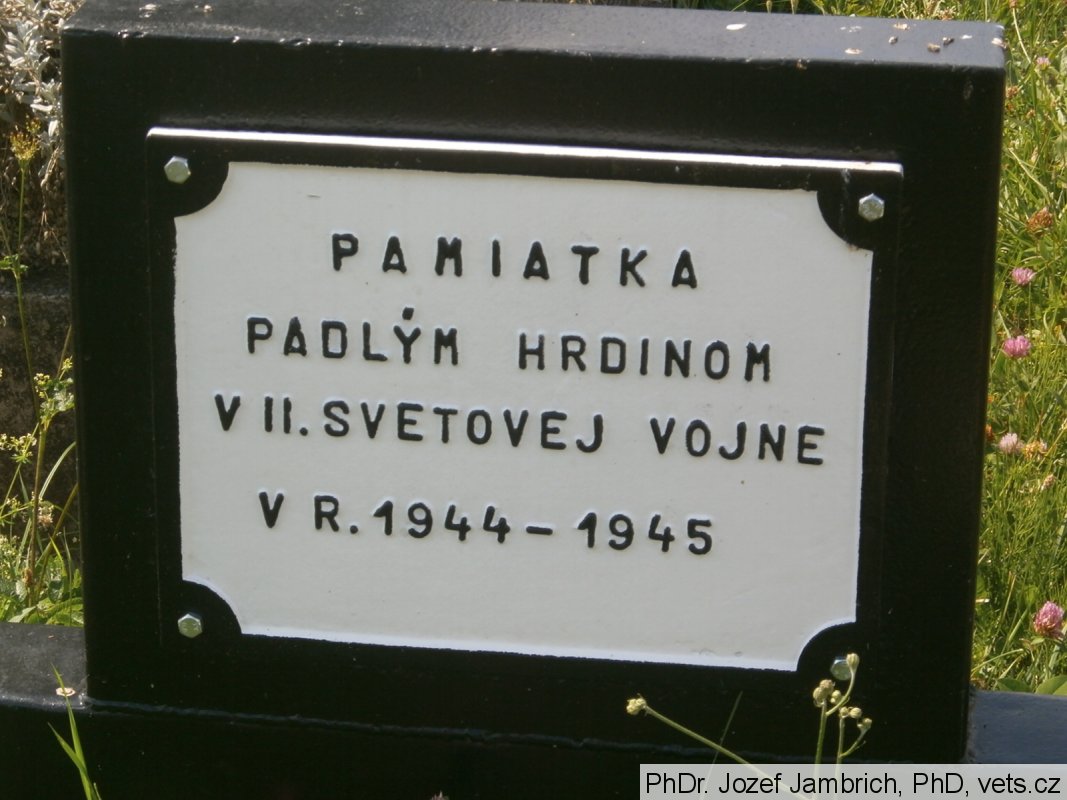 PAMIATKA
PADLÝM HRDINOM
V II. SVETOVEJ VOJNE
V R. 1944 – 1945
PhDr. Jozef Jambrich, PhD, vets.cz